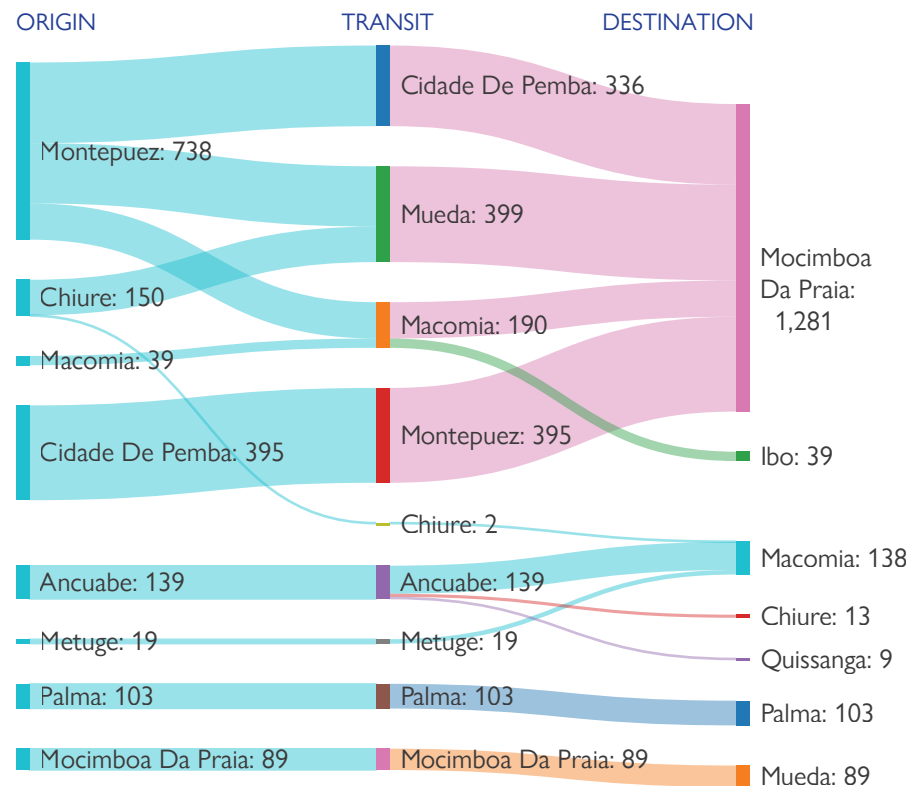 ORIGIN
TRANSIT
DESTINATION
Montepuez: 738
Chiure: 150
Macomia: 39
Cidade De Pemba: 395
Ancuabe: 139
Metuge: 19
Palma: 103
Mocimboa Da Praia: 89
Cidade De Pemba: 336
Mueda: 399
Macomia: 190
Montepuez: 395
Chiure: 2
Ancuabe: 139
Metuge: 19
Palma: 103
Mocimboa Da Praia: 89
Mocimboa
Da Praia:
1,281
Ibo: 39
Macomia: 138
Chiure: 13
Quissanga: 9
Palma: 103
Mueda: 89